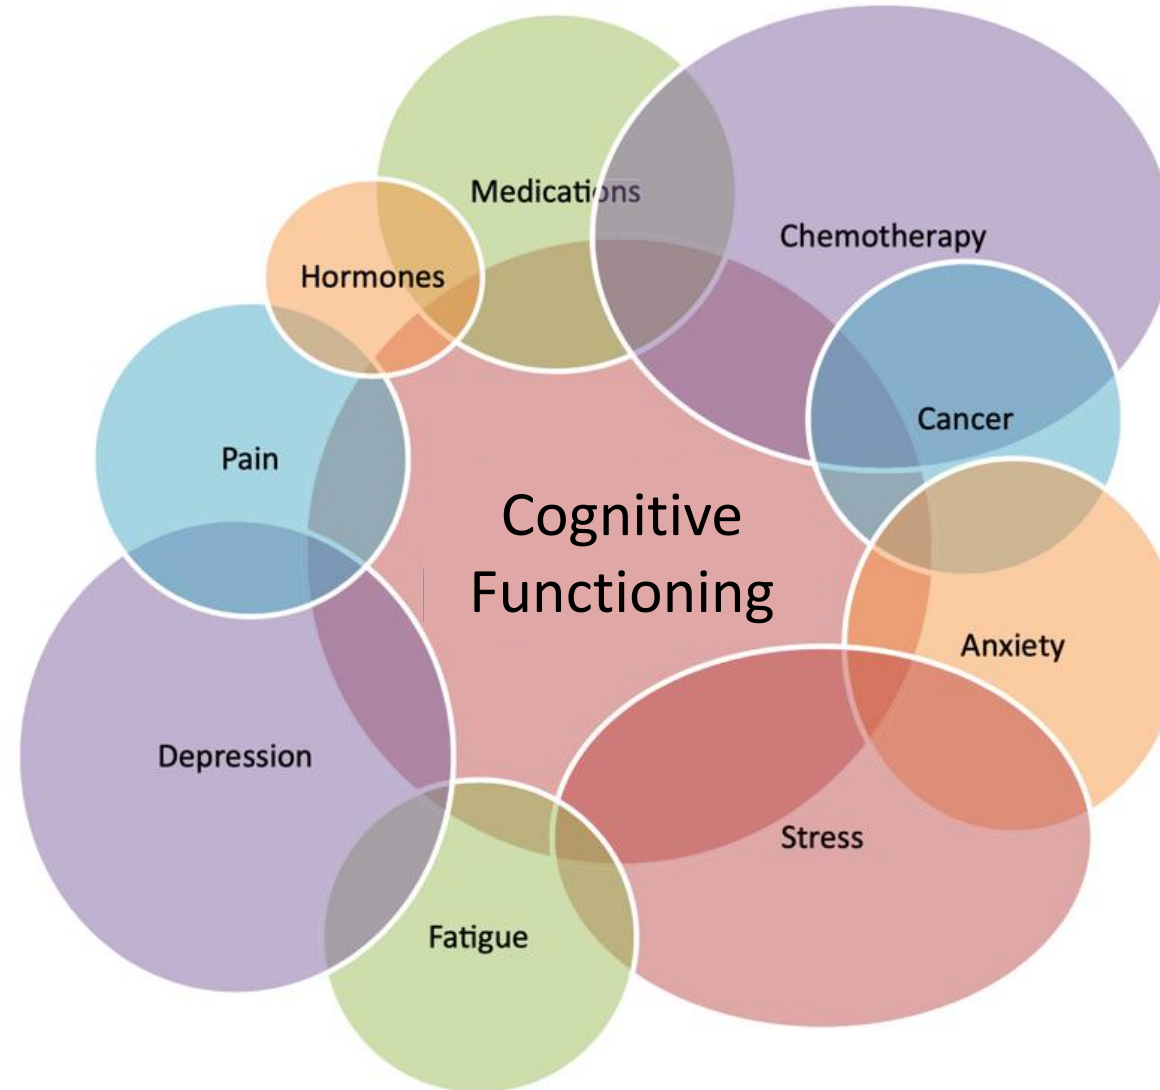 Medications
Chemotherapy
Hormones
Cancer
Pain
Cognitive
Functioning
Anxiety
Depression
Stress
Fatigue